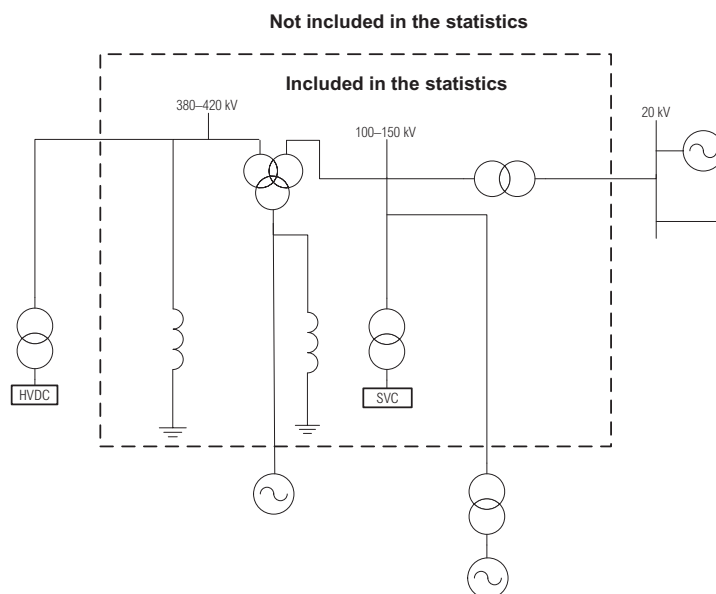 Not included in the statistics
Included in the statistics
380–420 kV
100–150 kV
20 kV
HVDC
SVC